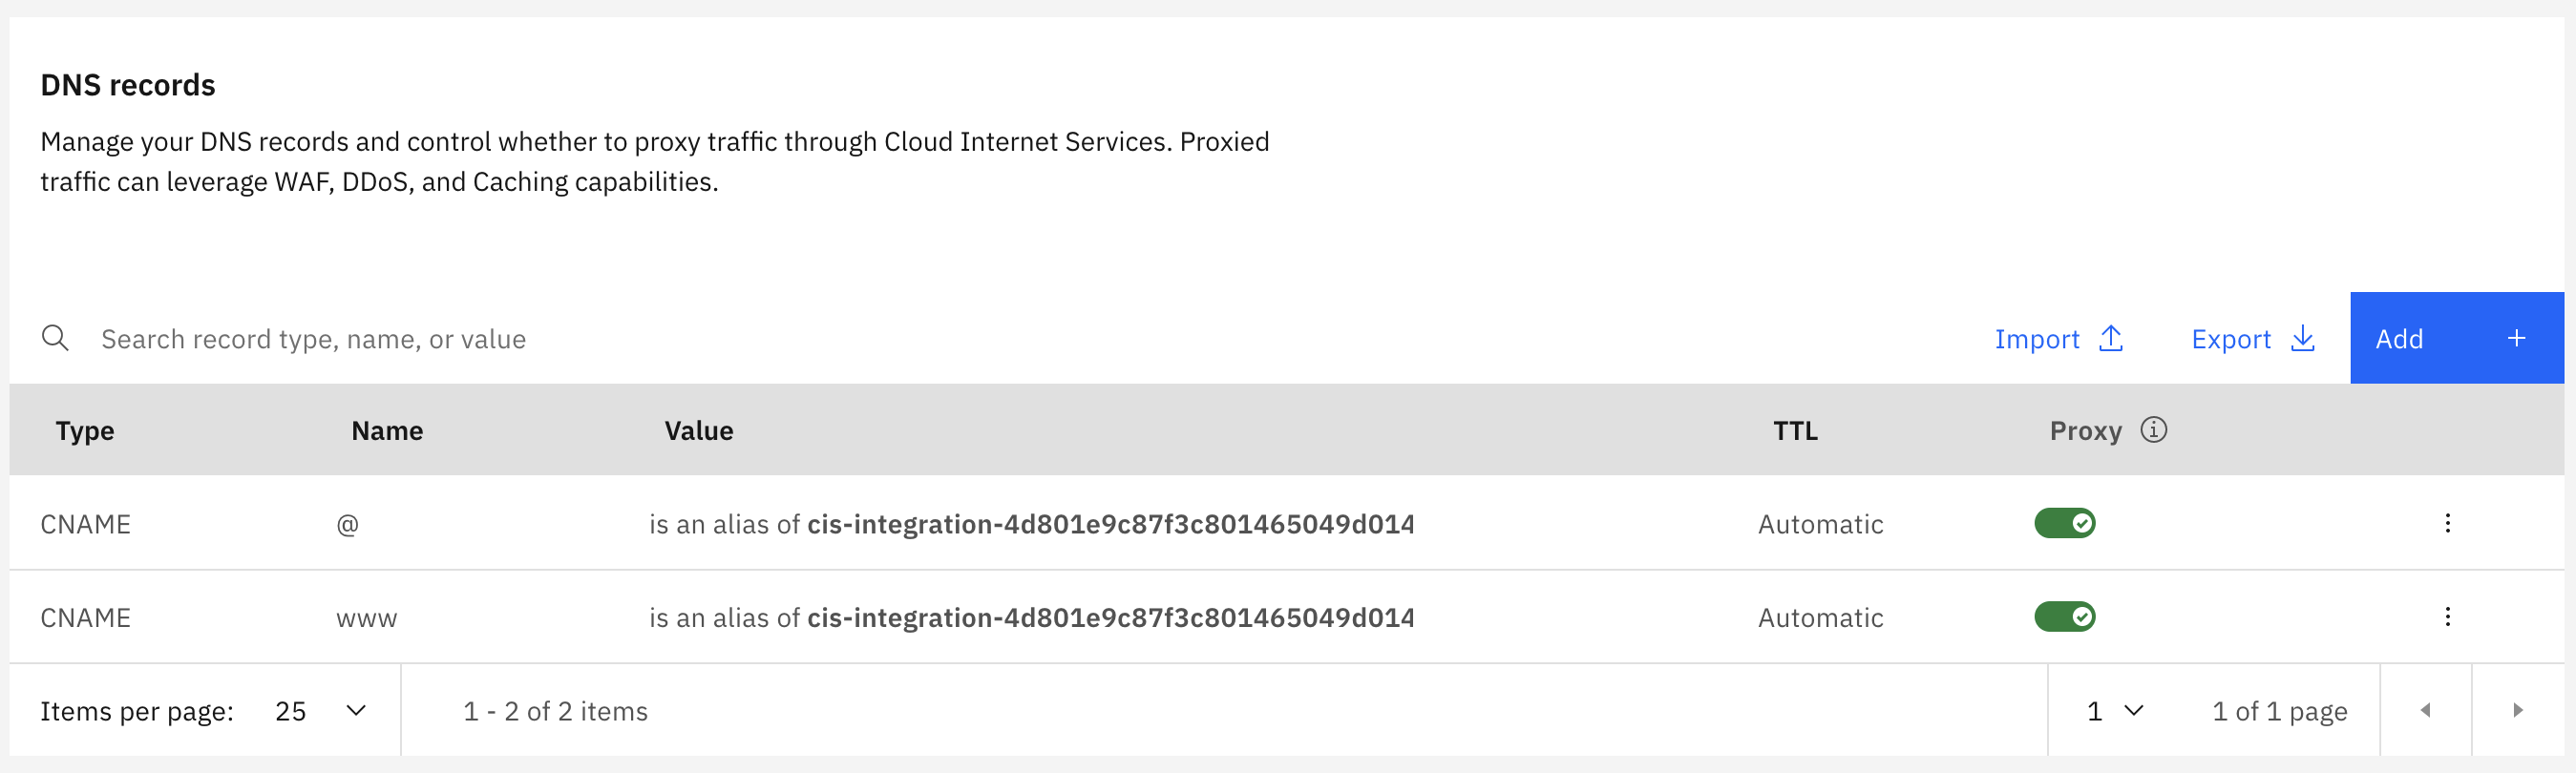 DNS records
Manage your DNS records and control whether to proxy traffic through Cloud Internet Services. Proxied
traffic can leverage WAF, DDoS, and Caching capabilities.
Search record type, name, or value
Import Export Add +
Type Name Value TTL Proxy
CNAME @ is an alias of cis-integration-4d801e9c87f3c801465049d014 Automatic
CNAME www is an alias of cis-integration-4d801e9c87f3c801465049d014 Automatic
Items per page: 25 1 - 2 of 2 items 1 1 of 1 page